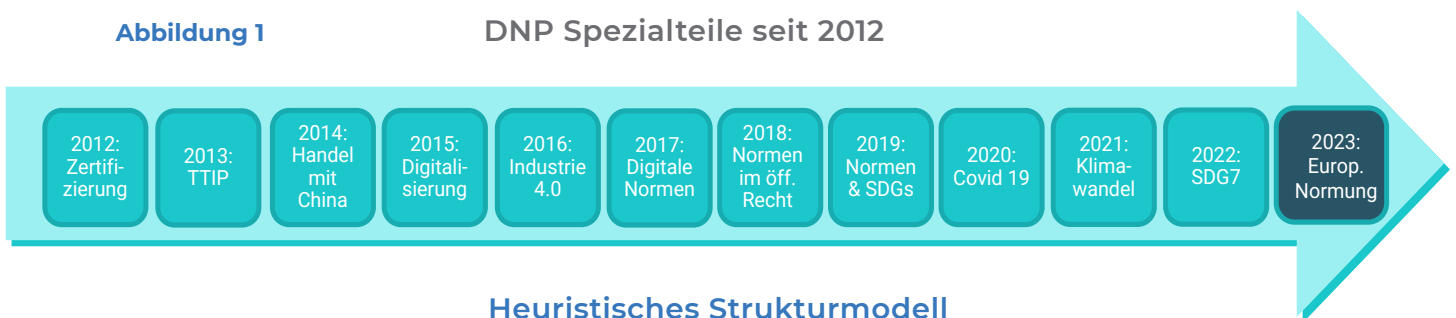 Abbildung 1
DNP Spezialteile seit 2012
2012:
Zertifi-
zierung
2013:
TTIP
2014:
Handel
mit
China
2015:
Digitali-
sierung
2016:
Industrie
4.0
2017:
Digitale
Normen
2018:
Normen
im öff.
Recht
2019:
Normen
& SDGs
2020:
Covid 19
2021:
Klima-
wandel
2022:
SDG7
2023:
Europ.
Normung
Heuristisches Strukturmodell